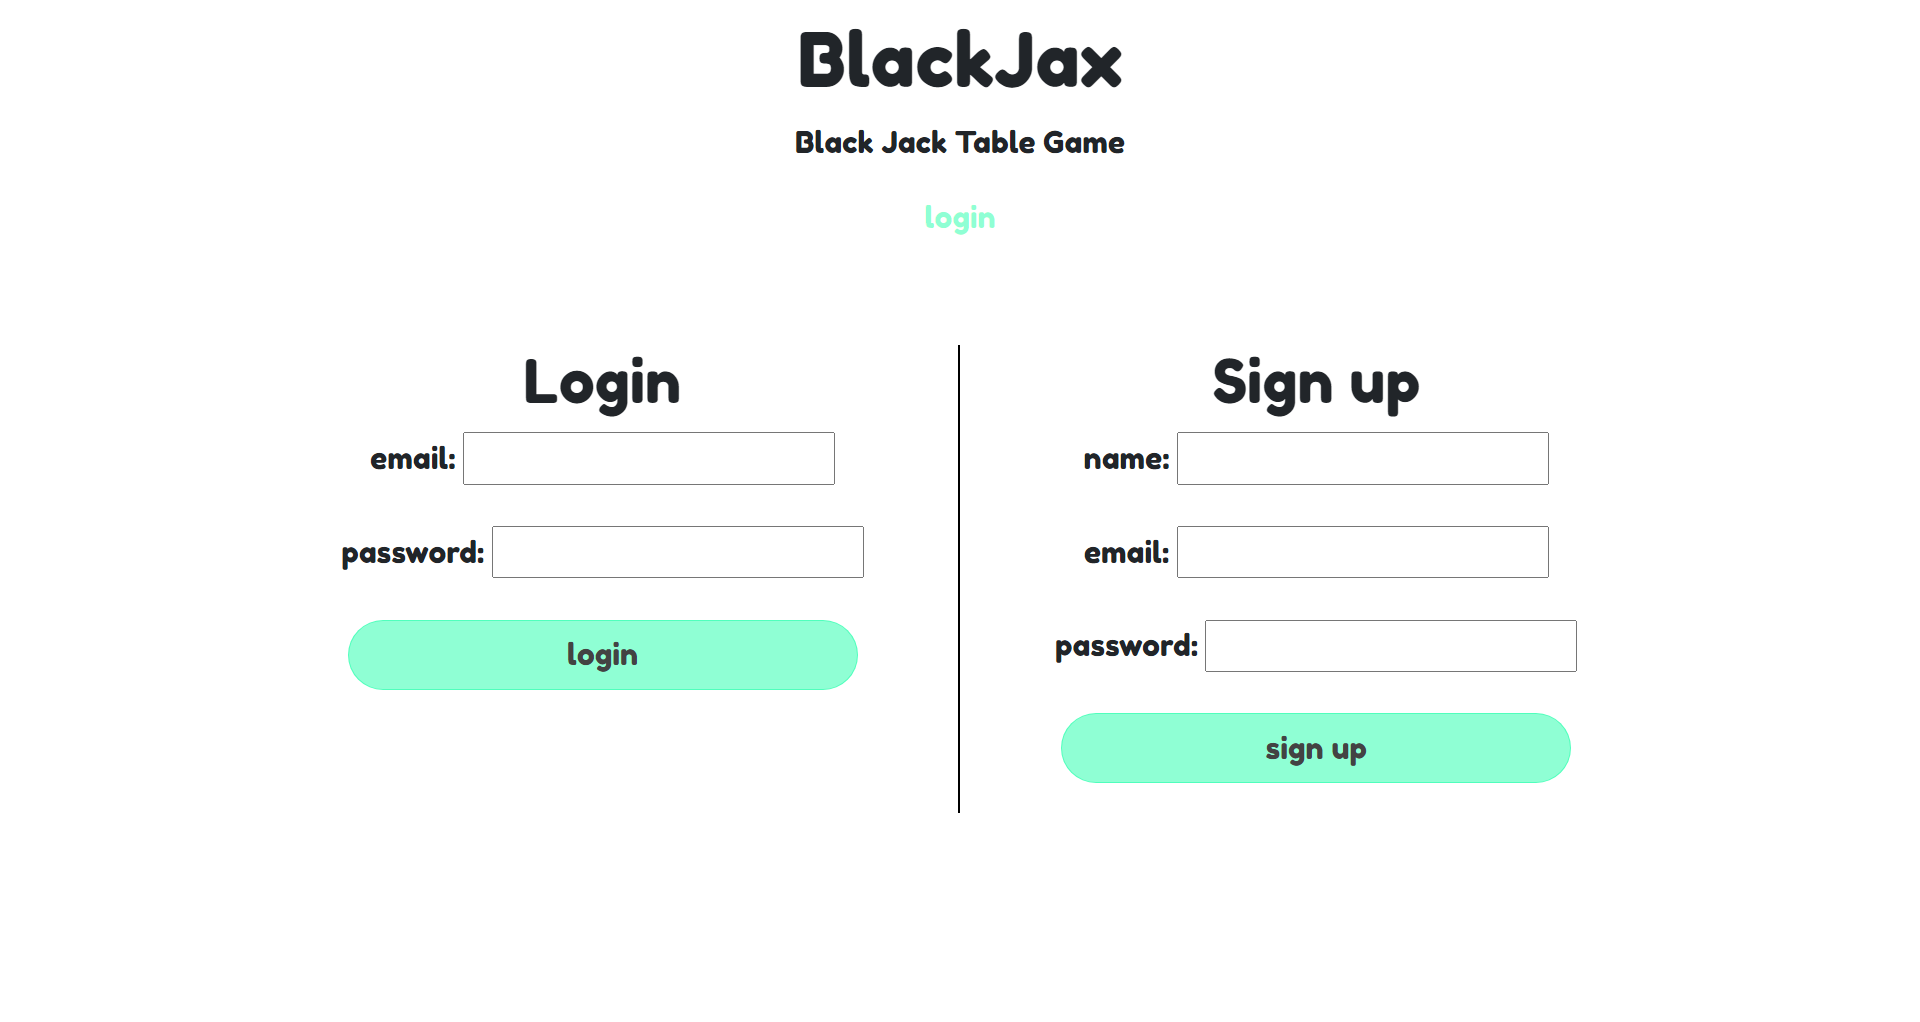 BlackJax
Black Jack Table Game
login
Login
email:
password:
login
Sign up
name:
email:
password:
sign up